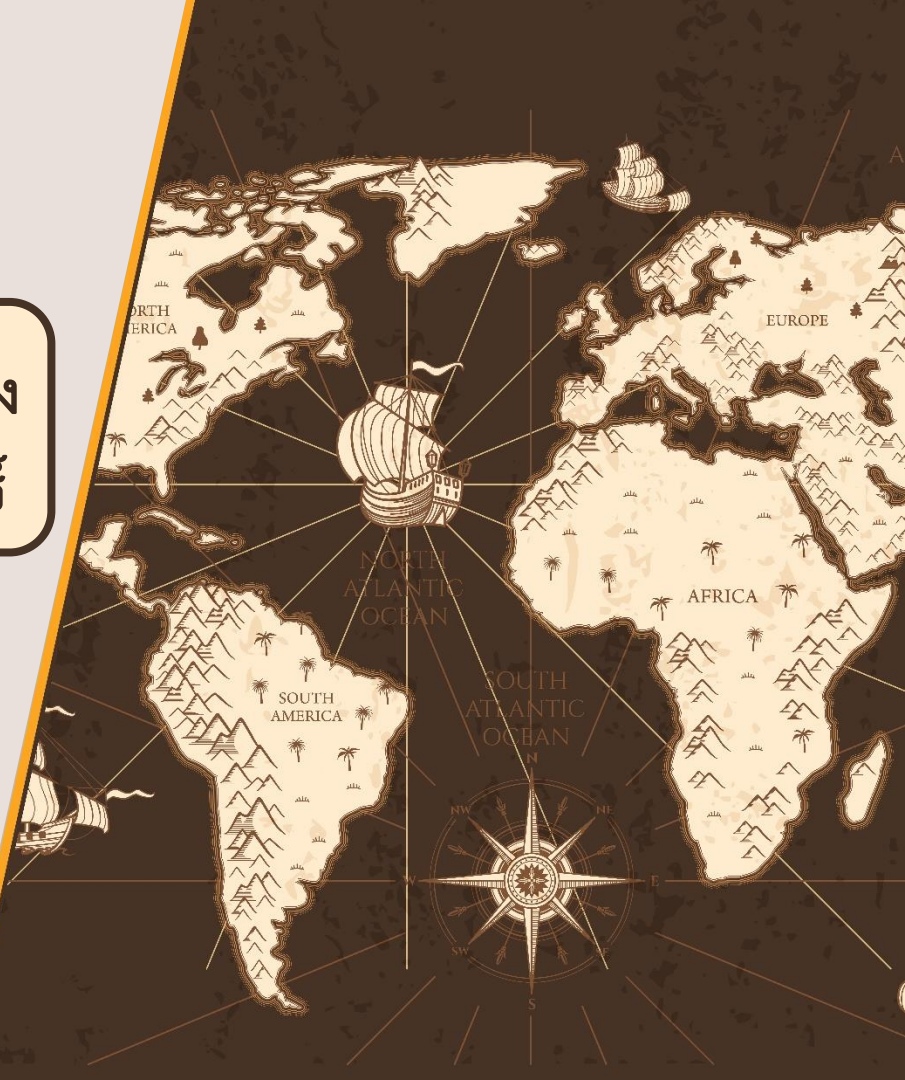 ORTH
ERICA
EUROPE
NORTH
ATLANTIC
OCEAN
AFRICA
SOUTH
AMERICA
SOUTH
ATLANTIC
OCEAN
N
NW
NE
W
E
SW
S